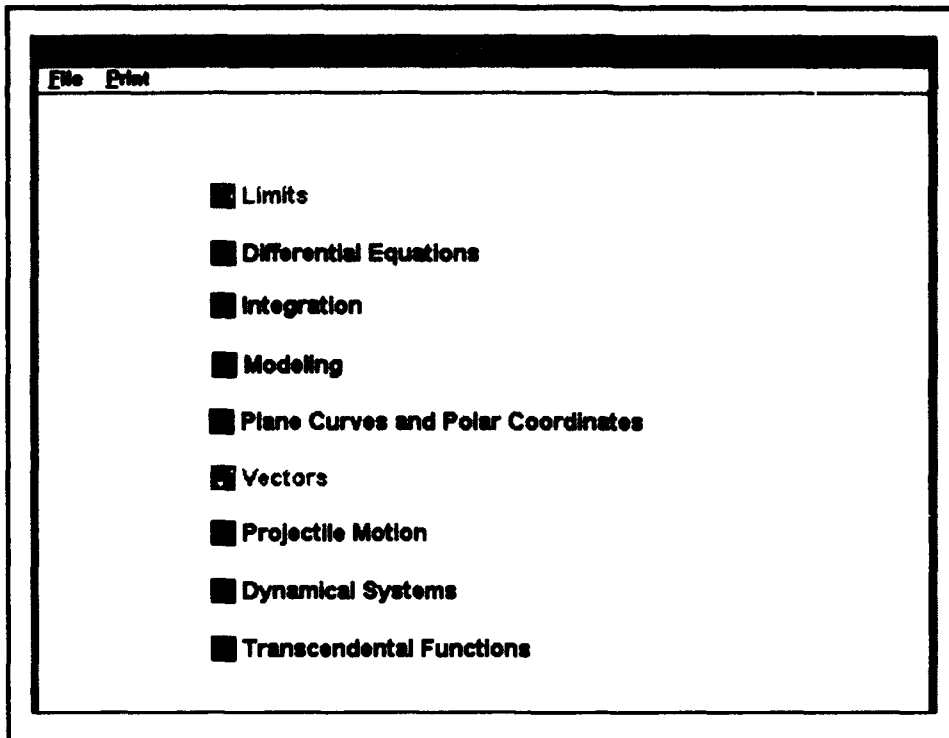 File Print
Limits
Differential Equations
Integration
Modeling
Plane Curves and Polar Coordinates
Vectors
Projectile Motion
Dynamical Systems
Transcendental Functions